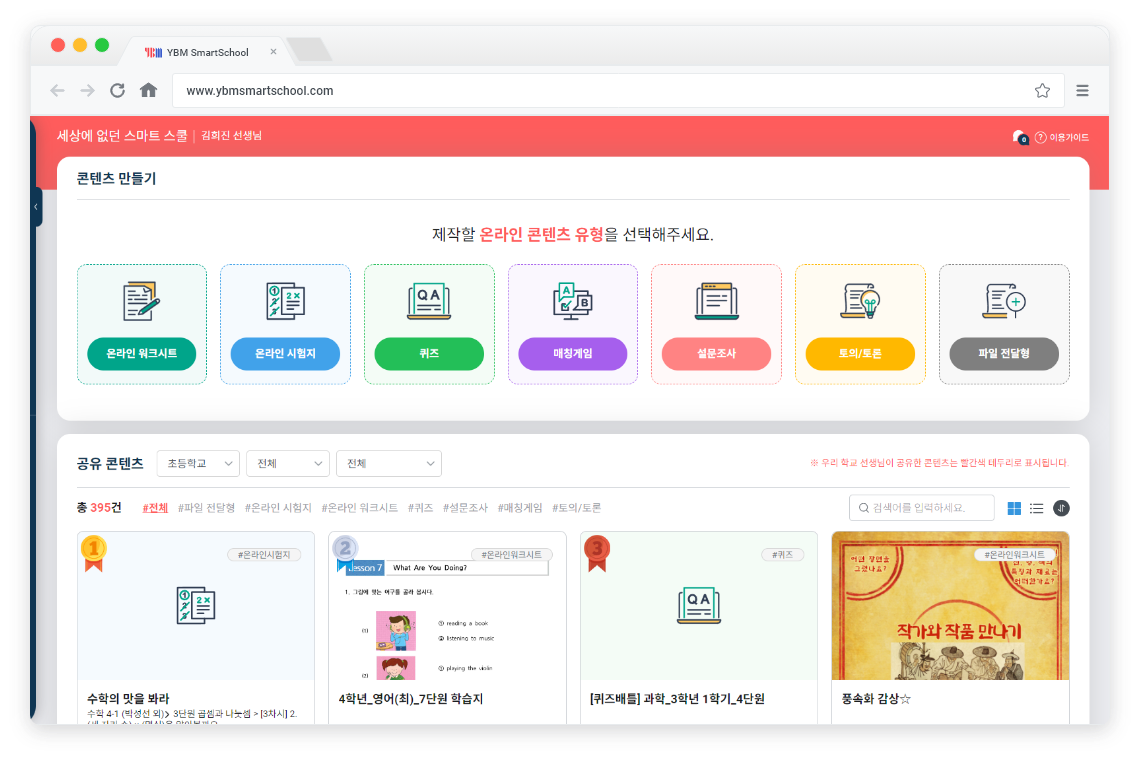 YBM SmartSchool
www.ybmsmartschool.com
세상에 없던 스마트 스쿨 | 김희진 선생님
0 ? 이용가이드
콘텐츠 만들기
제작할 온라인 콘텐츠 유형을 선택해주세요.
온라인 워크시트
온라인 시험지
Q A
퀴즈
A B
매칭게임
설문조사
토의/토론
파일 전달형
공유 콘텐츠 초등학교 전체 전체
※ 우리 학교 선생님이 공유한 콘텐츠는 빨간색 테두리로 표시됩니다
총 395건 #전체 #파일 전달형 #온라인 시험지 #온라인 워크시트 #퀴즈 #설문조사 #매칭게임 #토의/토론
검색어를 입력하세요.
1 #온라인시험지
수학의 맛을 봐라
수학 4-1 (박성선 외)> 3단원 곱셈과 나눗셈 > [3차시] 2.
2 #온라인워크시트
Lesson 7 What Are You Doing?
1. 그림에 맞는 어구를 골라 봅시다.
(1) ① reading a book
② listening to music
(2) ① playing the violin
4학년_영어(최)_7단원 학습지
3 #퀴즈
Q A
[퀴즈배틀] 과학_3학년 1학기_4단원
#온라인워크시트
작가와 작품 만나기
풍속화 감상☆